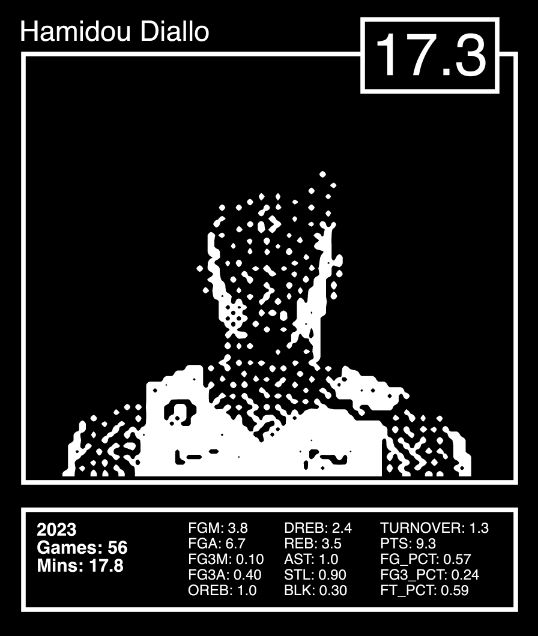 Hamidou Diallo
17.3
2023
Games: 56
Mins: 17.8
FGM: 3.8
FGA: 6.7
FG3M: 0.10
FG3A: 0.40
OREB: 1.0
DREB: 2.4
REB: 3.5
AST: 1.0
STL: 0.90
BLK: 0.30
TURNOVER: 1.3
PTS: 9.3
FG_PCT: 0.57
FG3_PCT: 0.24
FT_PCT: 0.59